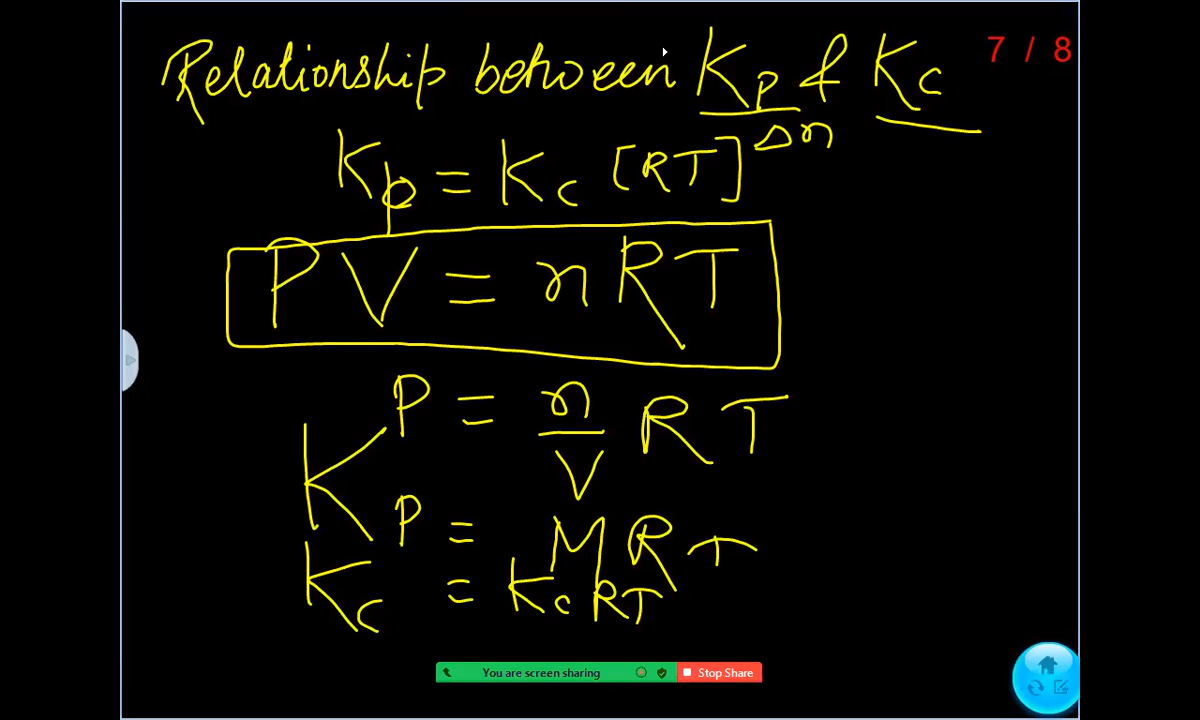 Relationship between Kp & Kc
7 / 8
Kp = Kc [RT]^Δn
PV = nRT
P = n/V RT
K
P = MRT
Kc = KcRT
You are screen sharing
Stop Share